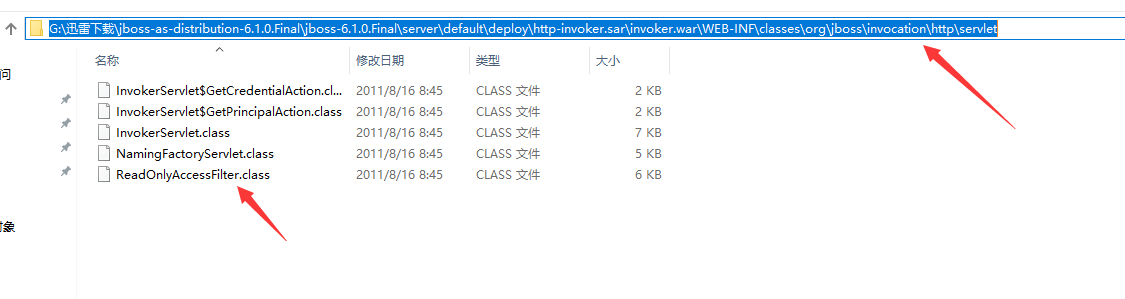 G:\迅雷下载\jboss-as-distribution-6.1.0.Final\jboss-6.1.0.Final\server\default\deploy\http-invoker.sar\invoker.war\WEB-INF\classes\org\jboss\invocation\http\servlet
名称 修改日期 类型 大小
问
InvokerServlet$GetCredentialAction.cl... 2011/8/16 8:45 CLASS 文件 2 KB
InvokerServlet$GetPrincipalAction.class 2011/8/16 8:45 CLASS 文件 2 KB
InvokerServlet.class 2011/8/16 8:45 CLASS 文件 7 KB
NamingFactoryServlet.class 2011/8/16 8:45 CLASS 文件 5 KB
ReadOnlyAccessFilter.class 2011/8/16 8:45 CLASS 文件 6 KB
对象